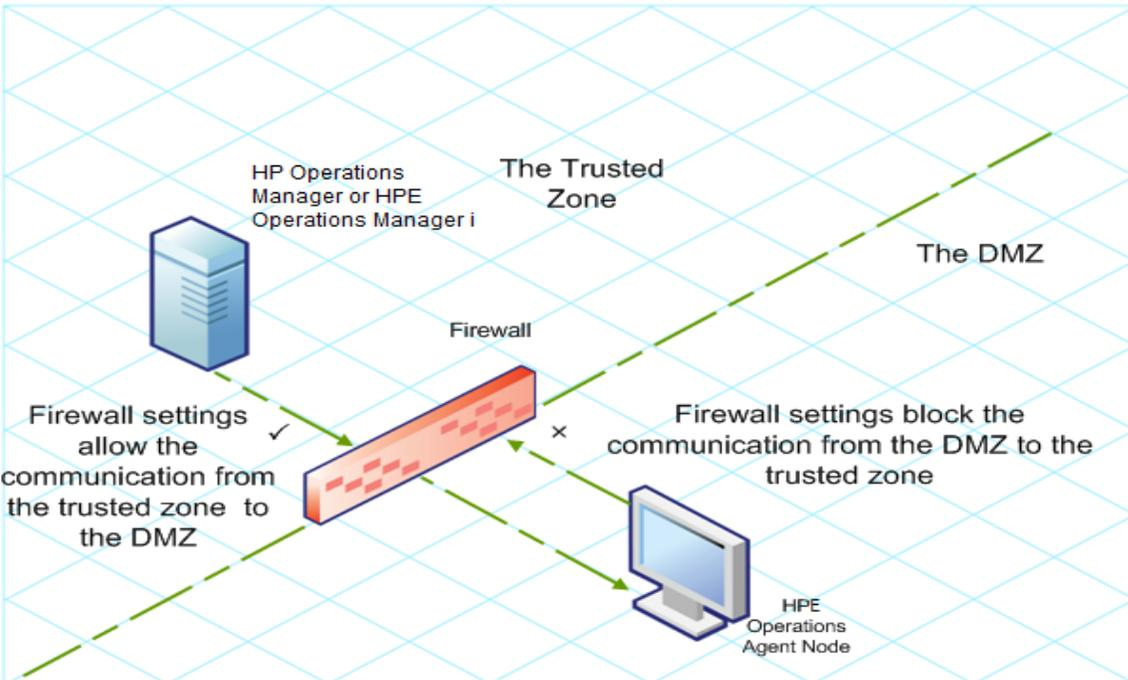 HP Operations
Manager or HPE
Operations Manager i
The Trusted
Zone
The DMZ
Firewall
Firewall settings
allow the
communication from
the trusted zone to
the DMZ
✓
×
Firewall settings block the
communication from the DMZ to the
trusted zone
HPE
Operations
Agent Node